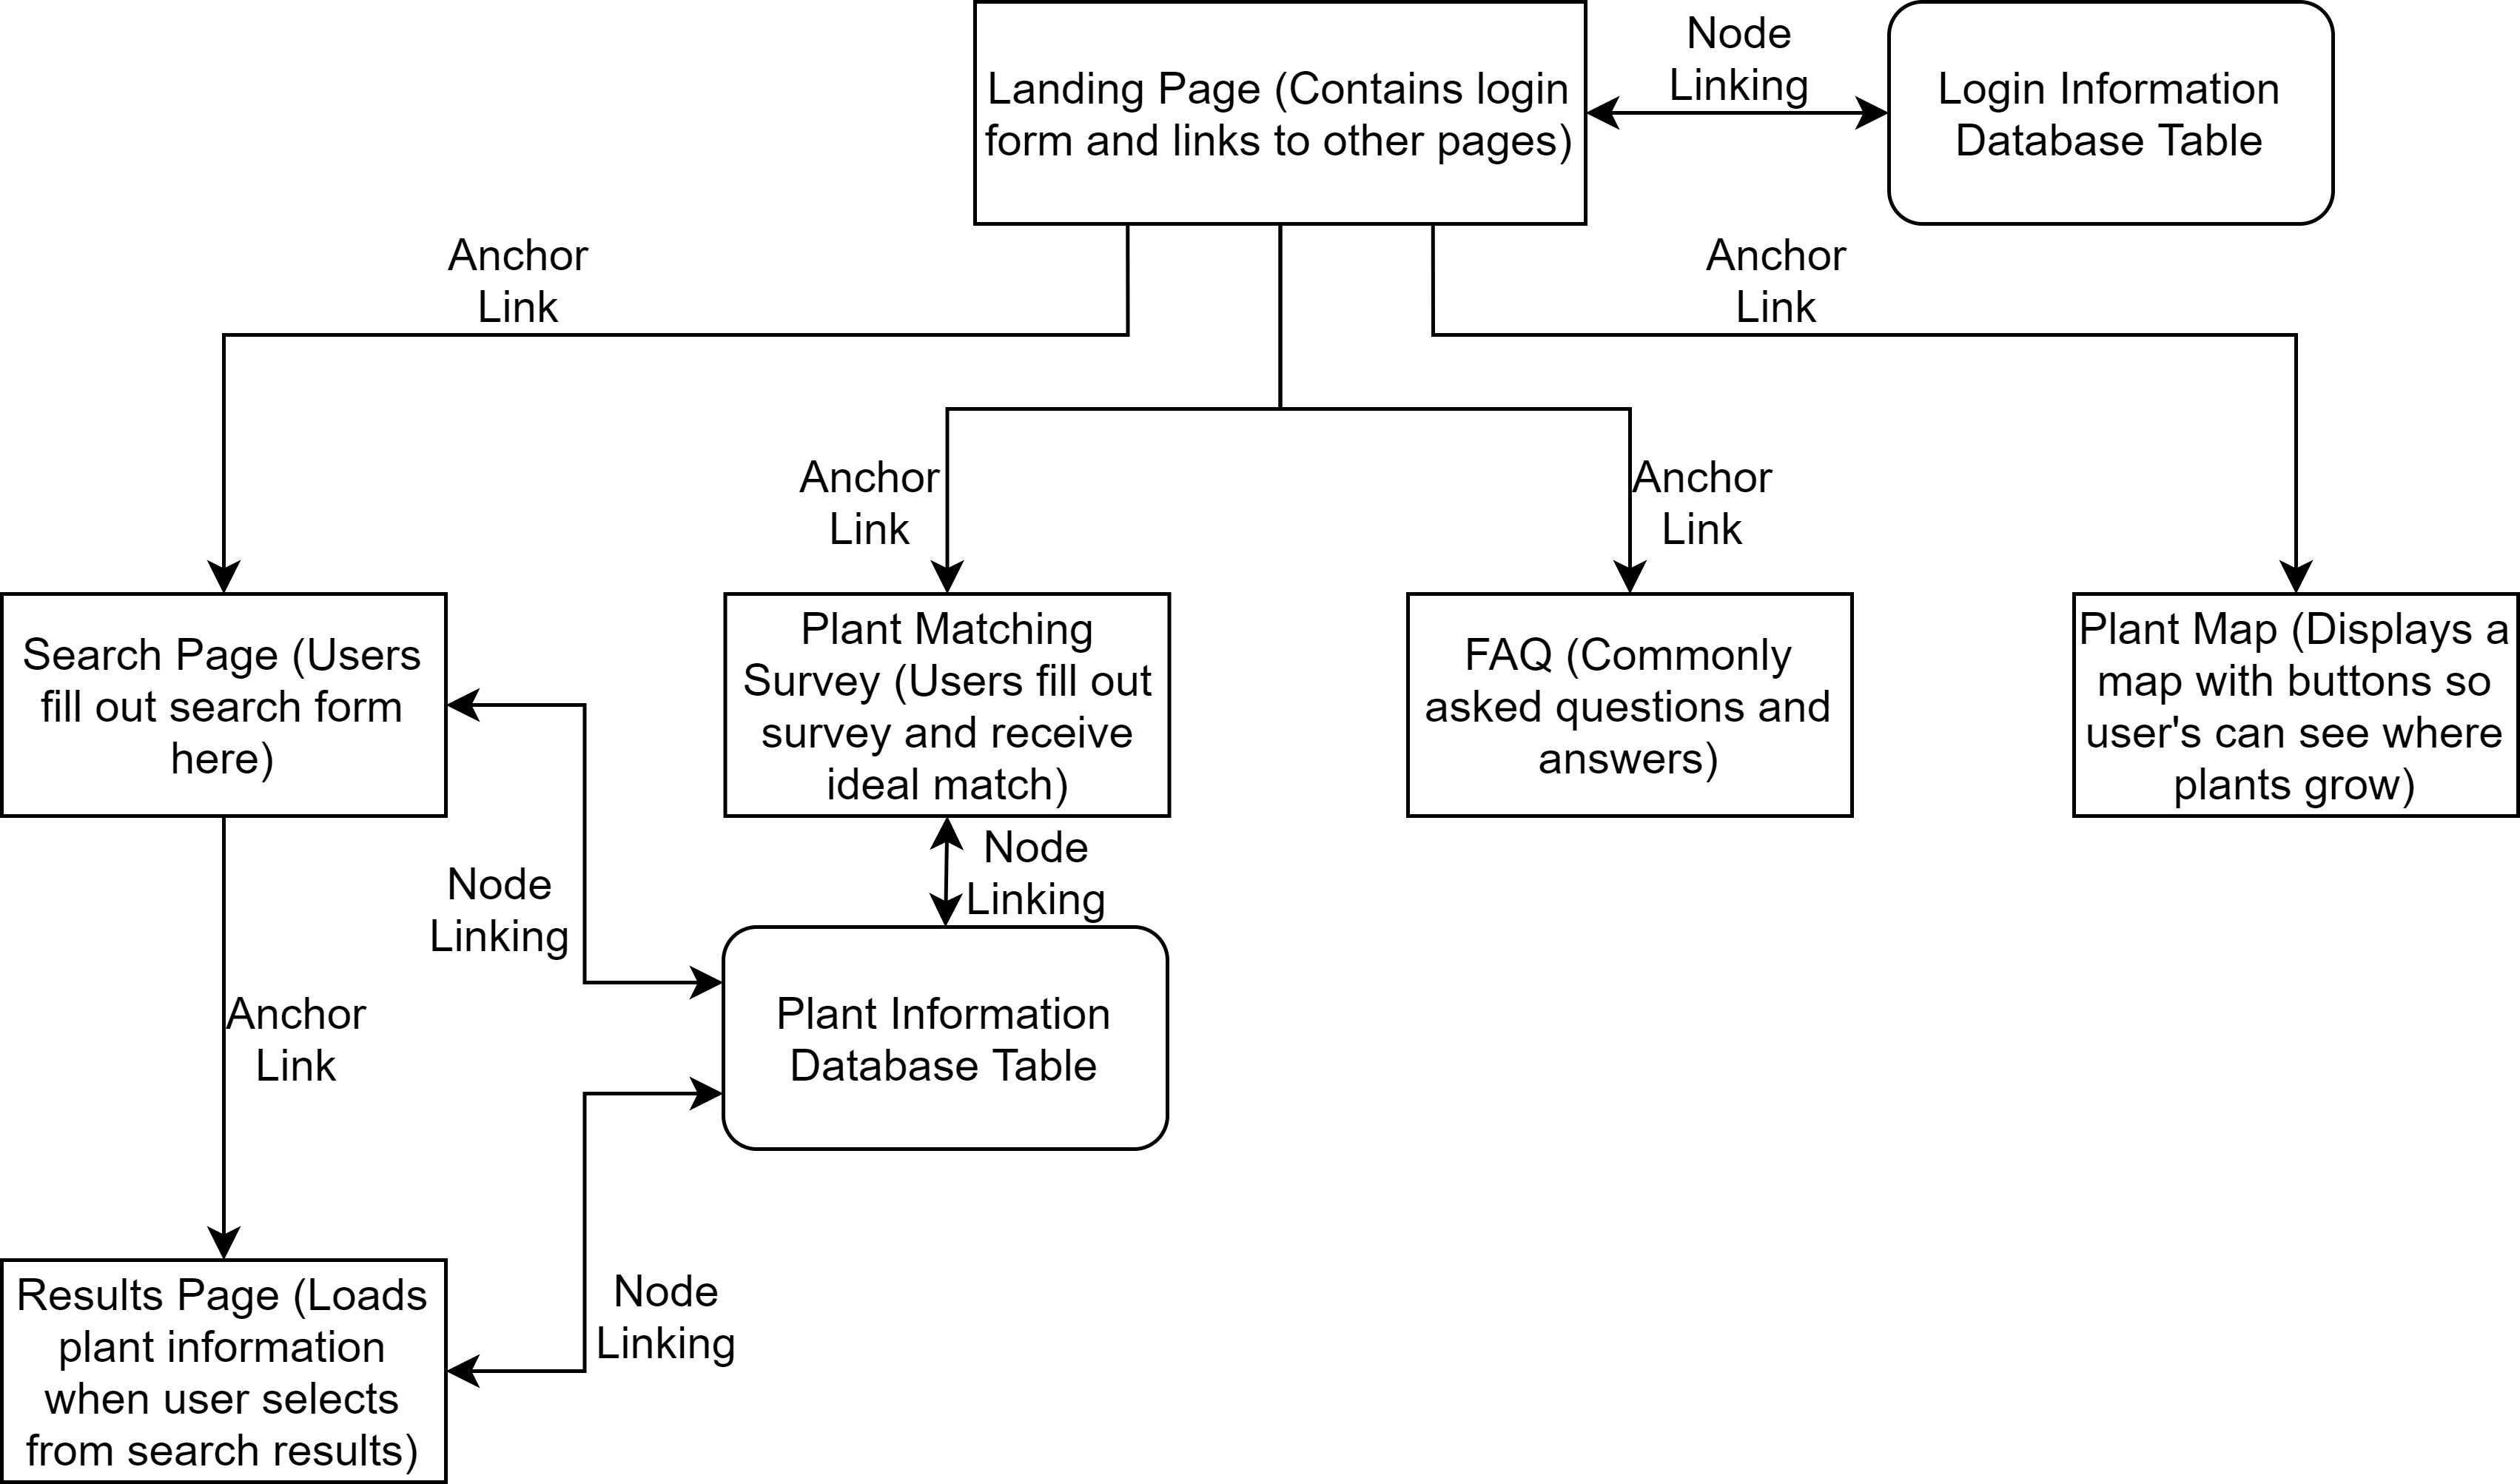 Landing Page (Contains login
form and links to other pages)
Node
Linking
Login Information
Database Table
Anchor
Link
Anchor
Link
Anchor
Link
Anchor
Link
Search Page (Users
fill out search form
here)
Plant Matching
Survey (Users fill out
survey and receive
ideal match)
FAQ (Commonly
asked questions and
answers)
Plant Map (Displays a
map with buttons so
user's can see where
plants grow)
Node
Linking
Node
Linking
Anchor
Link
Plant Information
Database Table
Results Page (Loads
plant information
when user selects
from search results)
Node
Linking